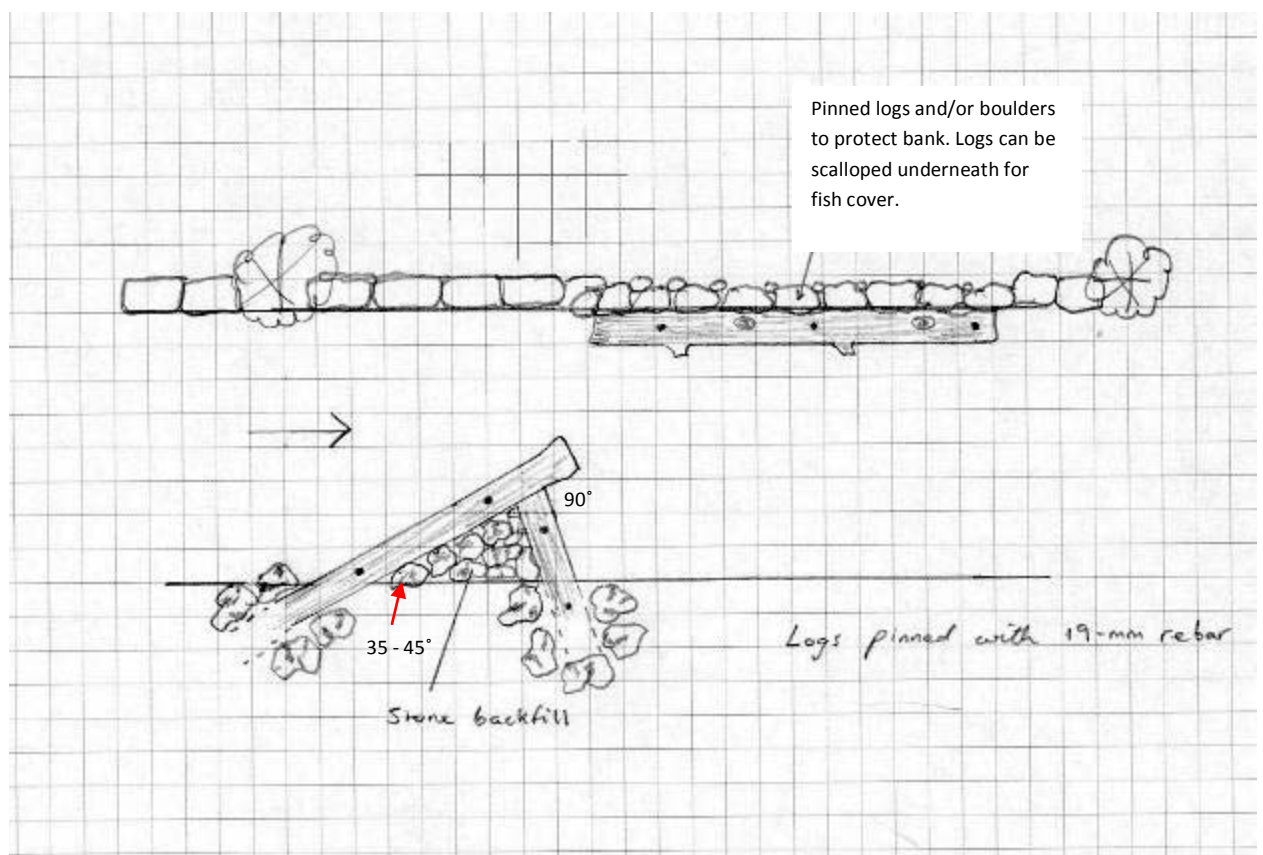 Pinned logs and/or boulders
to protect bank. Logs can be
scalloped underneath for
fish cover.
90°
35 - 45°
Logs pinned with 19-mm rebar
Stone backfill